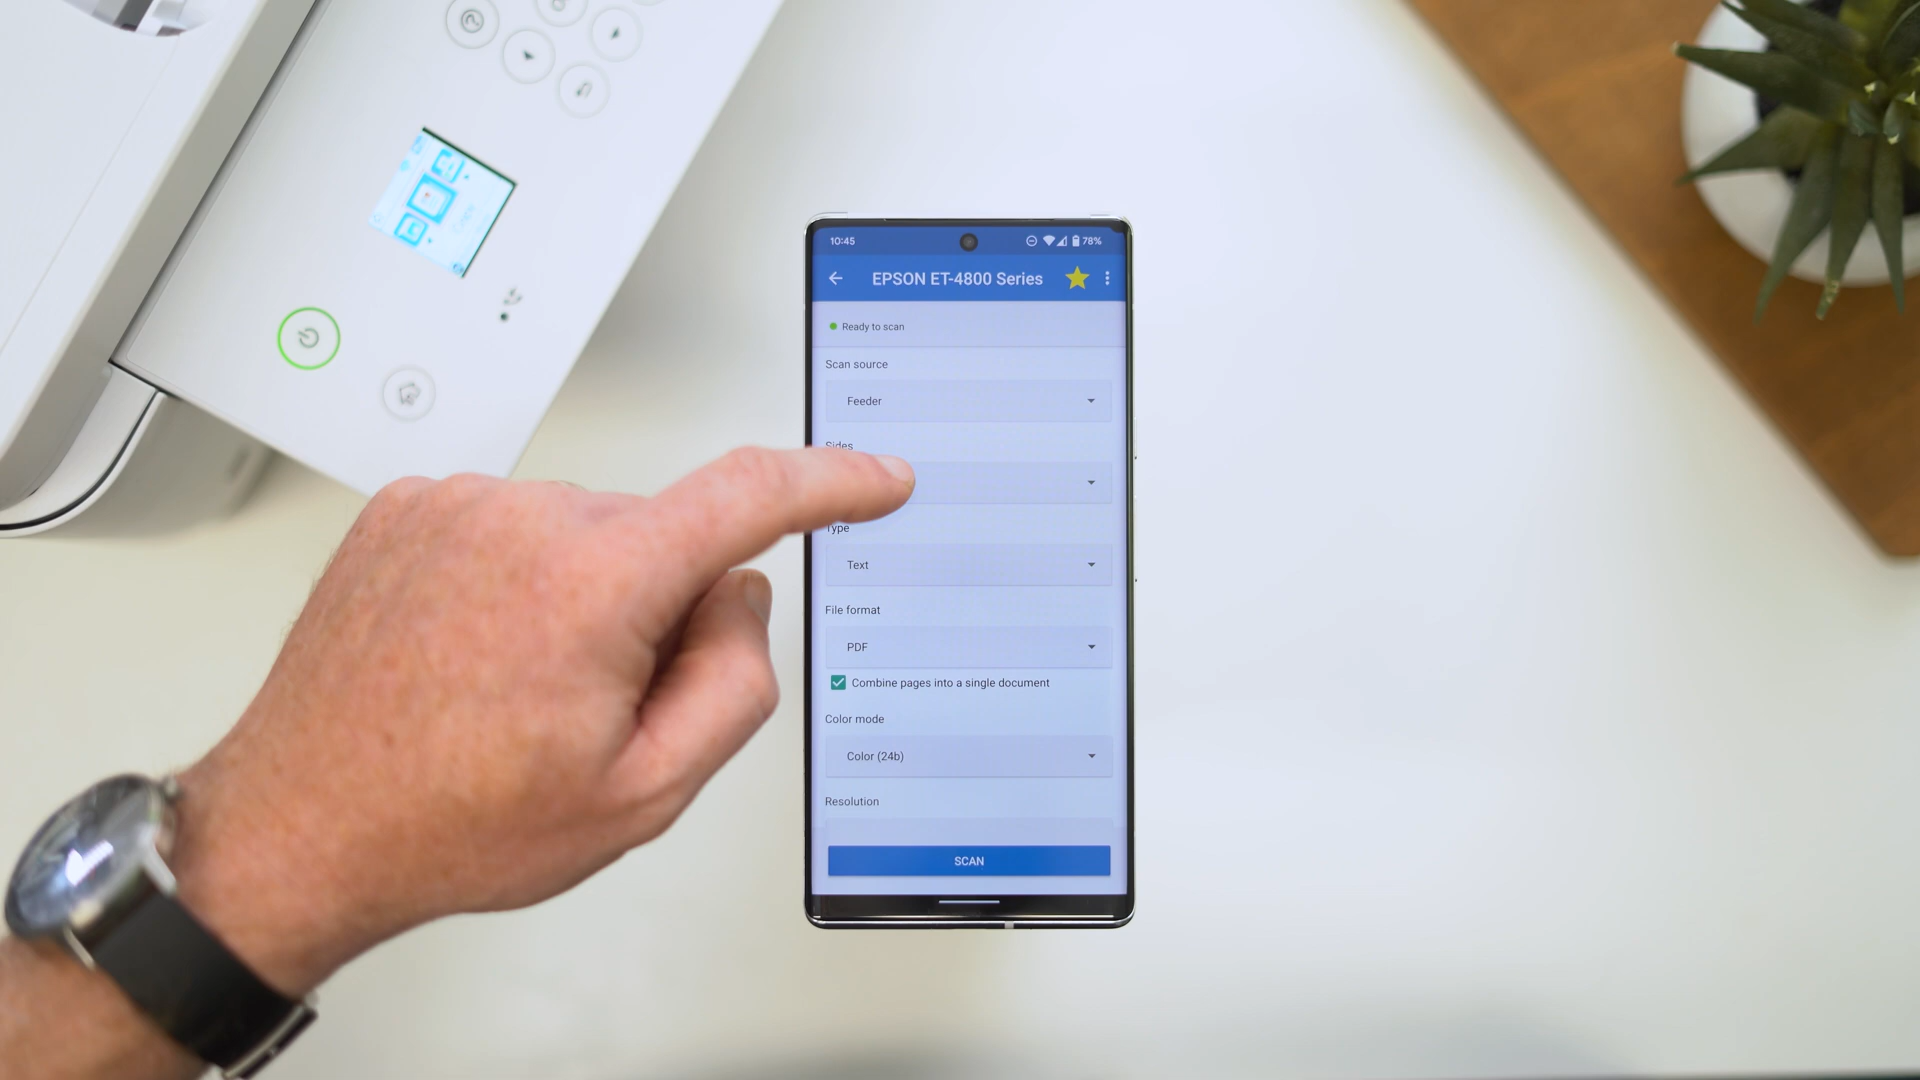 10:45
78%
EPSON ET-4800 Series
Ready to scan
Scan source
Feeder
Sides
Type
Text
File format
PDF
Combine pages into a single document
Color mode
Color (24b)
Resolution
SCAN